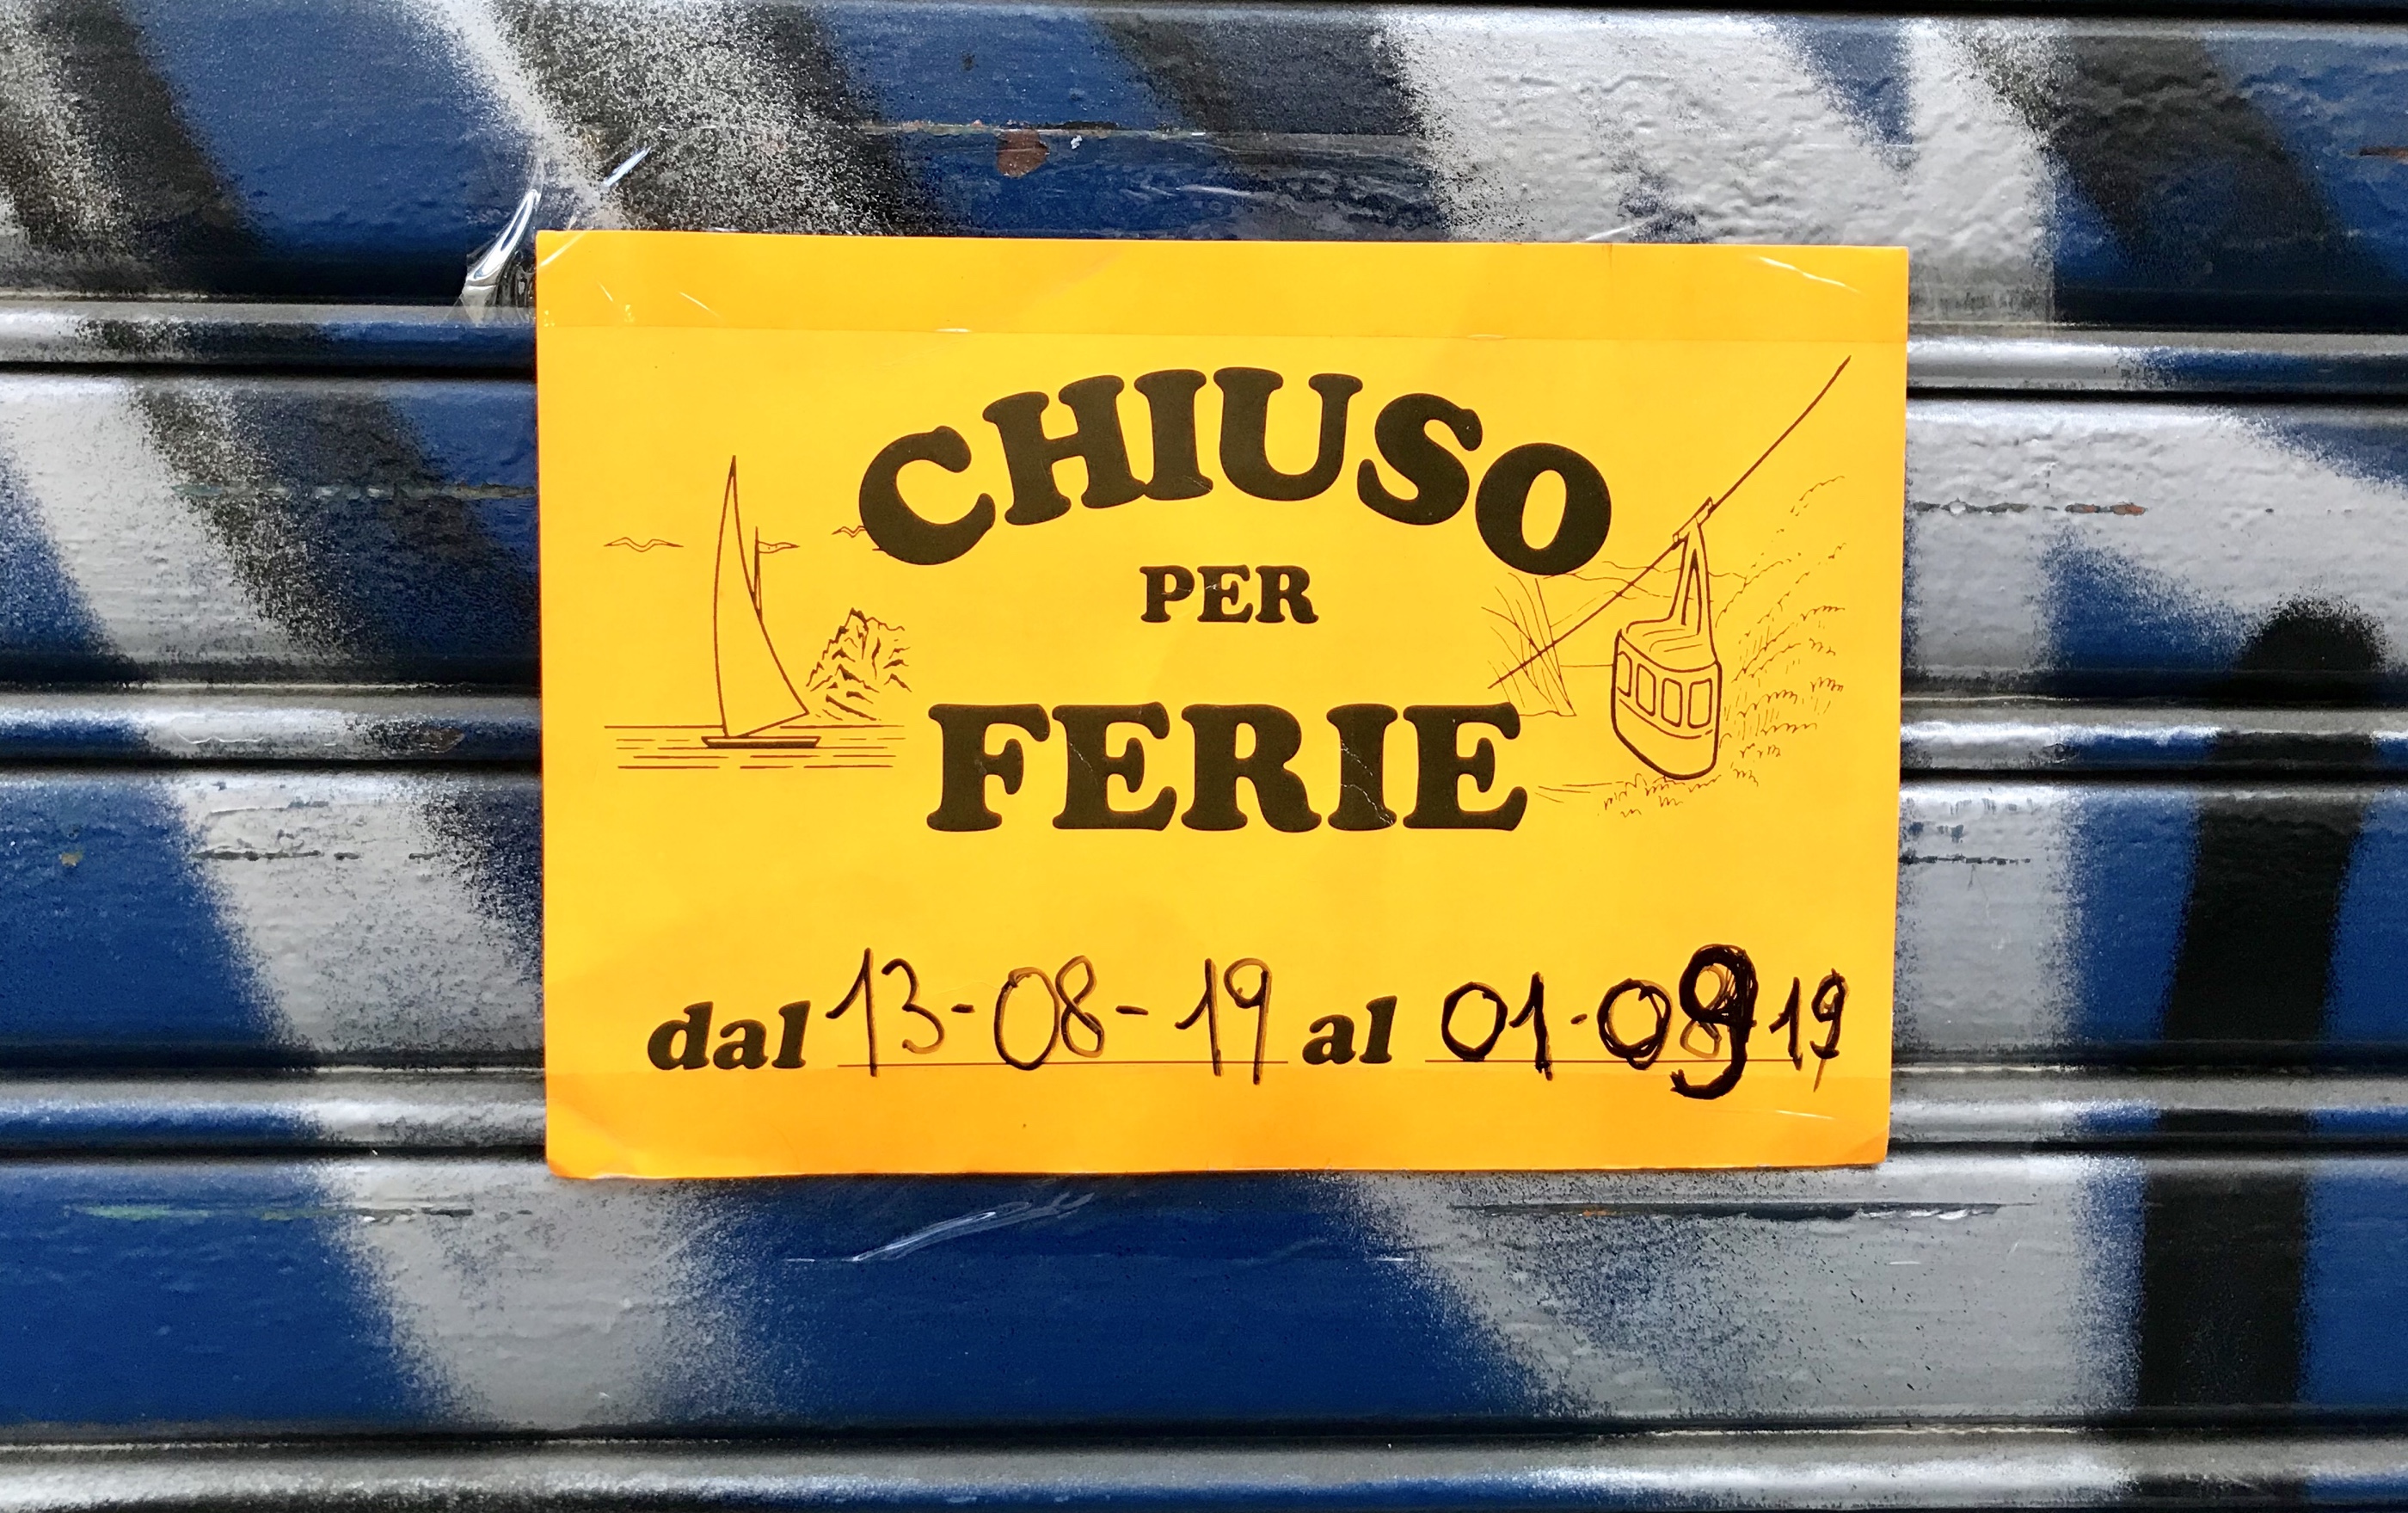 CHIUSO
PER
FERIE
dal 13-08-19 al 01-09-19